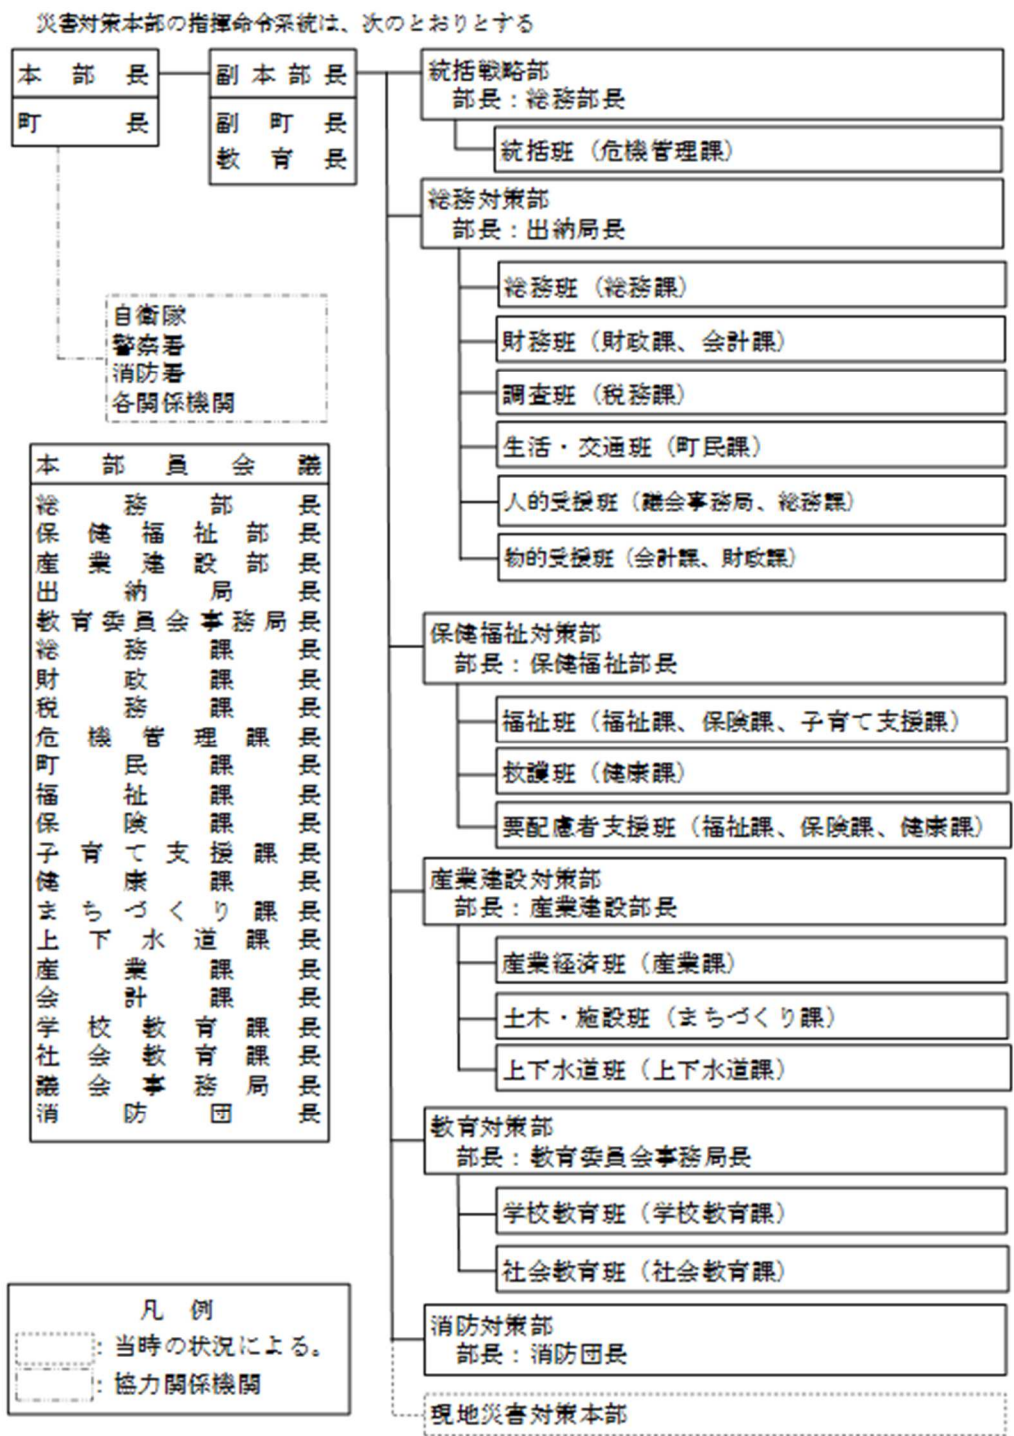 災害対策本部の指揮命令系統は、次のとおりとする
本部長
町長
副本部長
副町長
教育長
自衛隊
警察署
消防署
各関係機関
本部員会議
総務部長
保健福祉部長
産業建設部長
出納局長
教育委員会事務局長
総務課長
財政課長
税務課長
危機管理課長
町民課長
福祉課長
保険課長
子育て支援課長
健康課長
まちづくり課長
上下水道課長
産業課長
会計課長
学校教育課長
社会教育課長
議会事務局長
消防団長
凡例
：当時の状況による。
：協力関係機関
統括戦略部
部長：総務部長
統括班（危機管理課）
総務対策部
部長：出納局長
総務班（総務課）
財務班（財政課、会計課）
調査班（税務課）
生活・交通班（町民課）
人的受援班（議会事務局、総務課）
物的受援班（会計課、財政課）
保健福祉対策部
部長：保健福祉部長
福祉班（福祉課、保険課、子育て支援課）
救護班（健康課）
要配慮者支援班（福祉課、保険課、健康課）
産業建設対策部
部長：産業建設部長
産業経済班（産業課）
土木・施設班（まちづくり課）
上下水道班（上下水道課）
教育対策部
部長：教育委員会事務局長
学校教育班（学校教育課）
社会教育班（社会教育課）
消防対策部
部長：消防団長
現地災害対策本部